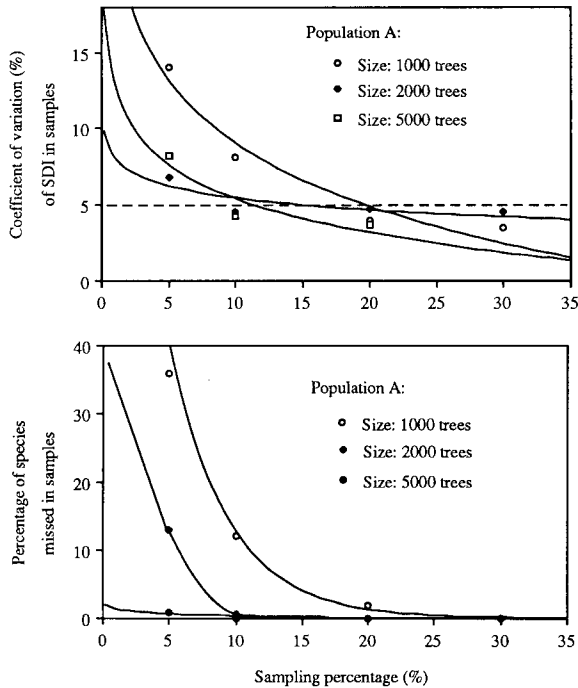 Coefficient of variation (%)
of SDI in samples
15
10
5
0
Population A:
Size: 1000 trees
Size: 2000 trees
Size: 5000 trees
0 5 10 15 20 25 30 35
Percentage of species
missed in samples
40
30
20
10
0
Population A:
Size: 1000 trees
Size: 2000 trees
Size: 5000 trees
0 5 10 15 20 25 30 35
Sampling percentage (%)